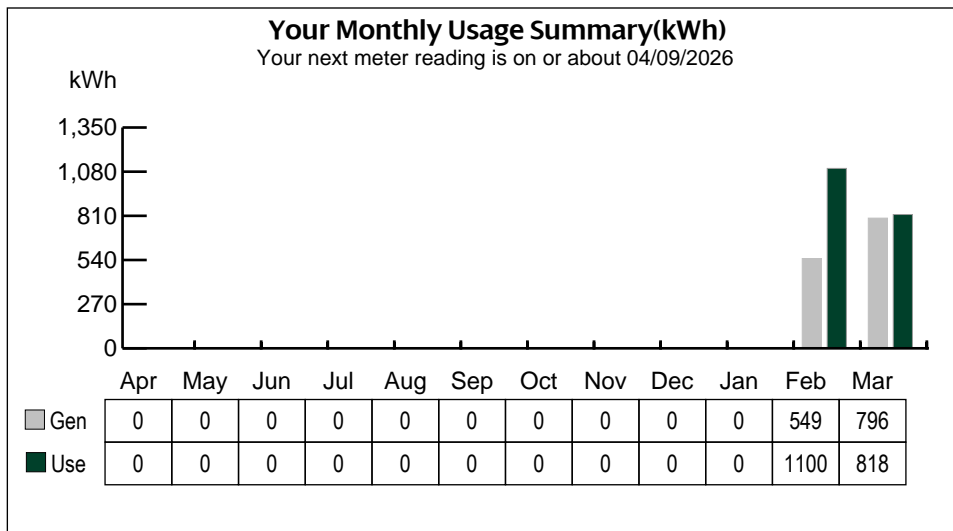 Your Monthly Usage Summary(kWh)
Your next meter reading is on or about 04/09/2026
kWh
1,350
1,080
810
540
270
0
Apr May Jun Jul Aug Sep Oct Nov Dec Jan Feb Mar
Gen 0 0 0 0 0 0 0 0 0 0 549 796
Use 0 0 0 0 0 0 0 0 0 0 1100 818